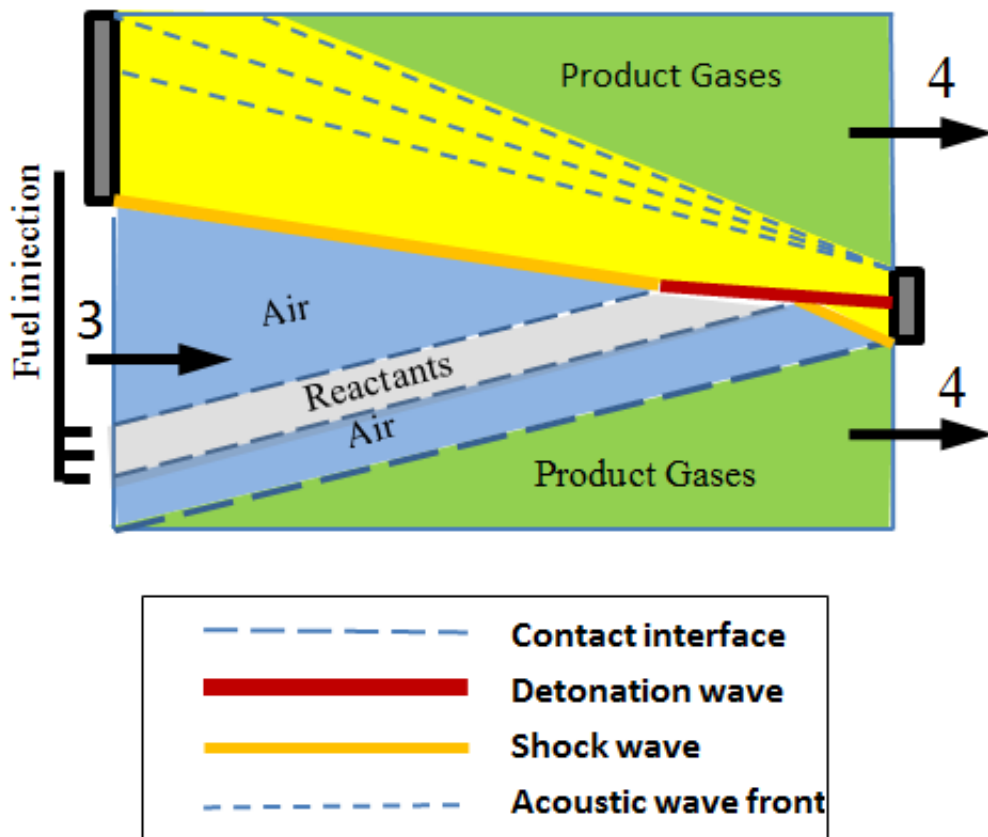 Product Gases
4
Fuel injection
3
Air
Reactants
Air
4
Product Gases
Contact interface
Detonation wave
Shock wave
Acoustic wave front